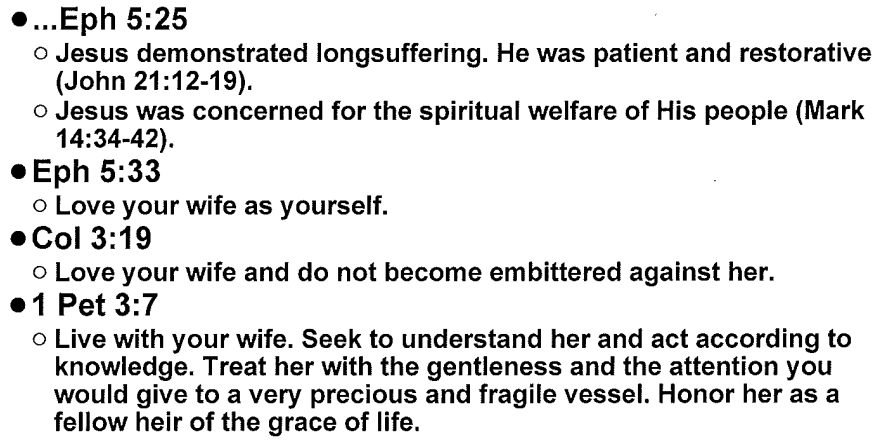 ●...Eph 5:25
○ Jesus demonstrated longsuffering. He was patient and restorative
(John 21:12-19).
○ Jesus was concerned for the spiritual welfare of His people (Mark
14:34-42).
●Eph 5:33
○ Love your wife as yourself.
●Col 3:19
○ Love your wife and do not become embittered against her.
●1 Pet 3:7
○ Live with your wife. Seek to understand her and act according to
knowledge. Treat her with the gentleness and the attention you
would give to a very precious and fragile vessel. Honor her as a
fellow heir of the grace of life.